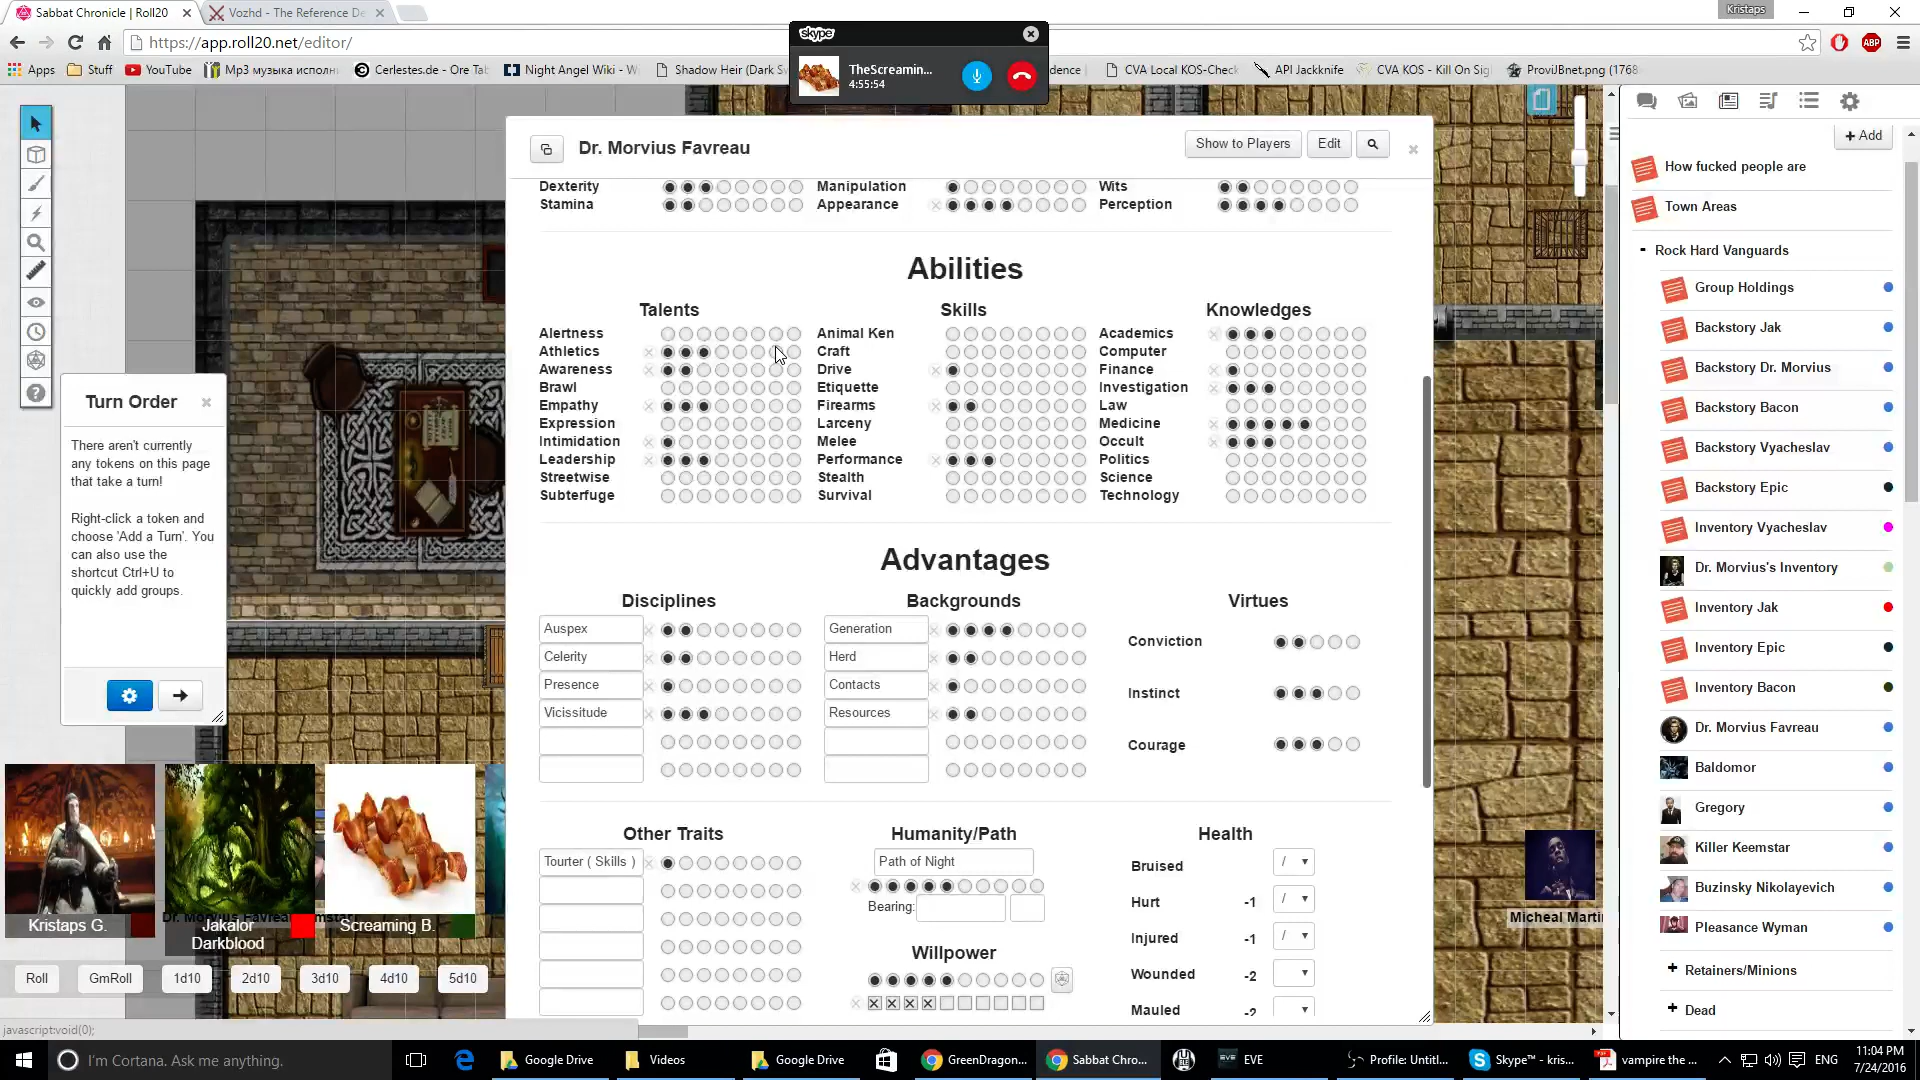 Sabbat Chronicle | Roll20
Vozhd - The Reference De
Kristaps
https://app.roll20.net/editor/
Apps
Stuff
YouTube
Mp3 музыка исполн
Cerlestes.de - Ore Tab
Night Angel Wiki - W
Shadow Heir (Dark S
dence
CVA Local KOS-Check
API Jackknife
CVA KOS - Kill On Sig
ProviJBnet.png (1768
skype
TheScreamin...
4:55:54
Dr. Morvius Favreau
Show to Players
Edit
Dexterity
Manipulation
Wits
Stamina
Appearance
Perception
Abilities
Talents
Skills
Knowledges
Alertness
Animal Ken
Academics
Athletics
Craft
Computer
Awareness
Drive
Finance
Brawl
Etiquette
Investigation
Empathy
Firearms
Law
Expression
Larceny
Medicine
Intimidation
Melee
Occult
Leadership
Performance
Politics
Streetwise
Stealth
Science
Subterfuge
Survival
Technology
Advantages
Disciplines
Backgrounds
Virtues
Auspex
Generation
Conviction
Celerity
Herd
Presence
Contacts
Instinct
Vicissitude
Resources
Courage
Other Traits
Humanity/Path
Health
Tourter ( Skills )
Path of Night
Bruised
/
Bearing:
Hurt -1 /
Injured -1 /
Willpower
Wounded -2
Mauled -2
Turn Order
There aren't currently
any tokens on this page
that take a turn!
Right-click a token and
choose 'Add a Turn'. You
can also use the
shortcut Ctrl+U to
quickly add groups.
Kristaps G.
Jakalor
Darkblood
Screaming B.
Micheal Marti
Roll
GmRoll
1d10
2d10
3d10
4d10
5d10
javascript:void(0);
+ Add
How fucked people are
Town Areas
- Rock Hard Vanguards
Group Holdings
Backstory Jak
Backstory Dr. Morvius
Backstory Bacon
Backstory Vyacheslav
Backstory Epic
Inventory Vyacheslav
Dr. Morvius's Inventory
Inventory Jak
Inventory Epic
Inventory Bacon
Dr. Morvius Favreau
Baldomor
Gregory
Killer Keemstar
Buzinsky Nikolayevich
Pleasance Wyman
+ Retainers/Minions
+ Dead
I'm Cortana. Ask me anything.
Google Drive
Videos
Google Drive
GreenDragon...
Sabbat Chro...
EVE
Profile: Untitl...
Skype™ - kris...
vampire the ...
ENG
11:04 PM
7/24/2016